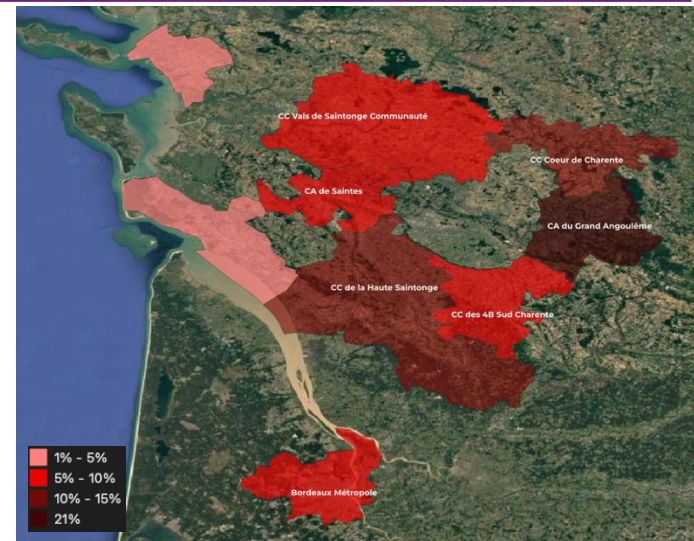 CC Vals de Saintonge Communauté
CC Coeur de Charente
CA de Saintes
CA du Grand Angoulême
CC de la Haute Saintonge
CC des 4B Sud Charente
Bordeaux Métropole
1% - 5%
5% - 10%
10% - 15%
21%